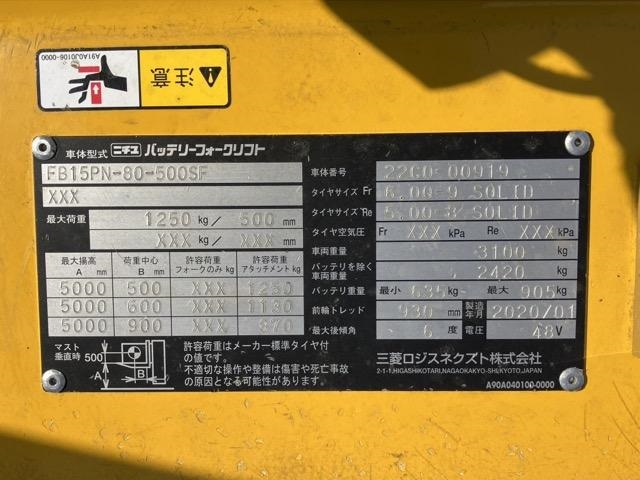 注意
A91A0J0106-0000
車体型式 ニチユ バッテリーフォークリフト
FB15PN-80-500SF
XXX
最大荷重 1250 kg / 500 mm
XXX kg / XXX mm
最大揚高 A mm 荷重中心 B mm 許容荷重 フォークのみ kg 許容荷重 アタッチメント kg
5000 500 XXX 1250
5000 600 XXX 1130
5000 900 XXX 870
マスト垂直時 500 A B
許容荷重はメーカー標準タイヤ付
の値です。
不適切な操作や整備は傷害や死亡事故
の原因となる可能性があります。
車体番号 22G0-00919
タイヤサイズ Fr 6.00-9 SOLID
タイヤサイズ Re 5.00-8 SOLID
タイヤ空気圧 Fr XXX kPa Re XXX kPa
車両重量 3100 kg
バッテリを除く車両重量 2420 kg
バッテリ重量 最小 635 kg 最大 905 kg
前輪トレッド 930 mm 製造年月 2020/01
最大後傾角 6 度 電圧 48 V
三菱ロジスネクスト株式会社
2-1-1,HIGASHIKOTARI,NAGAOKAKYO-SHI,KYOTO,JAPAN
A90A040100-0000